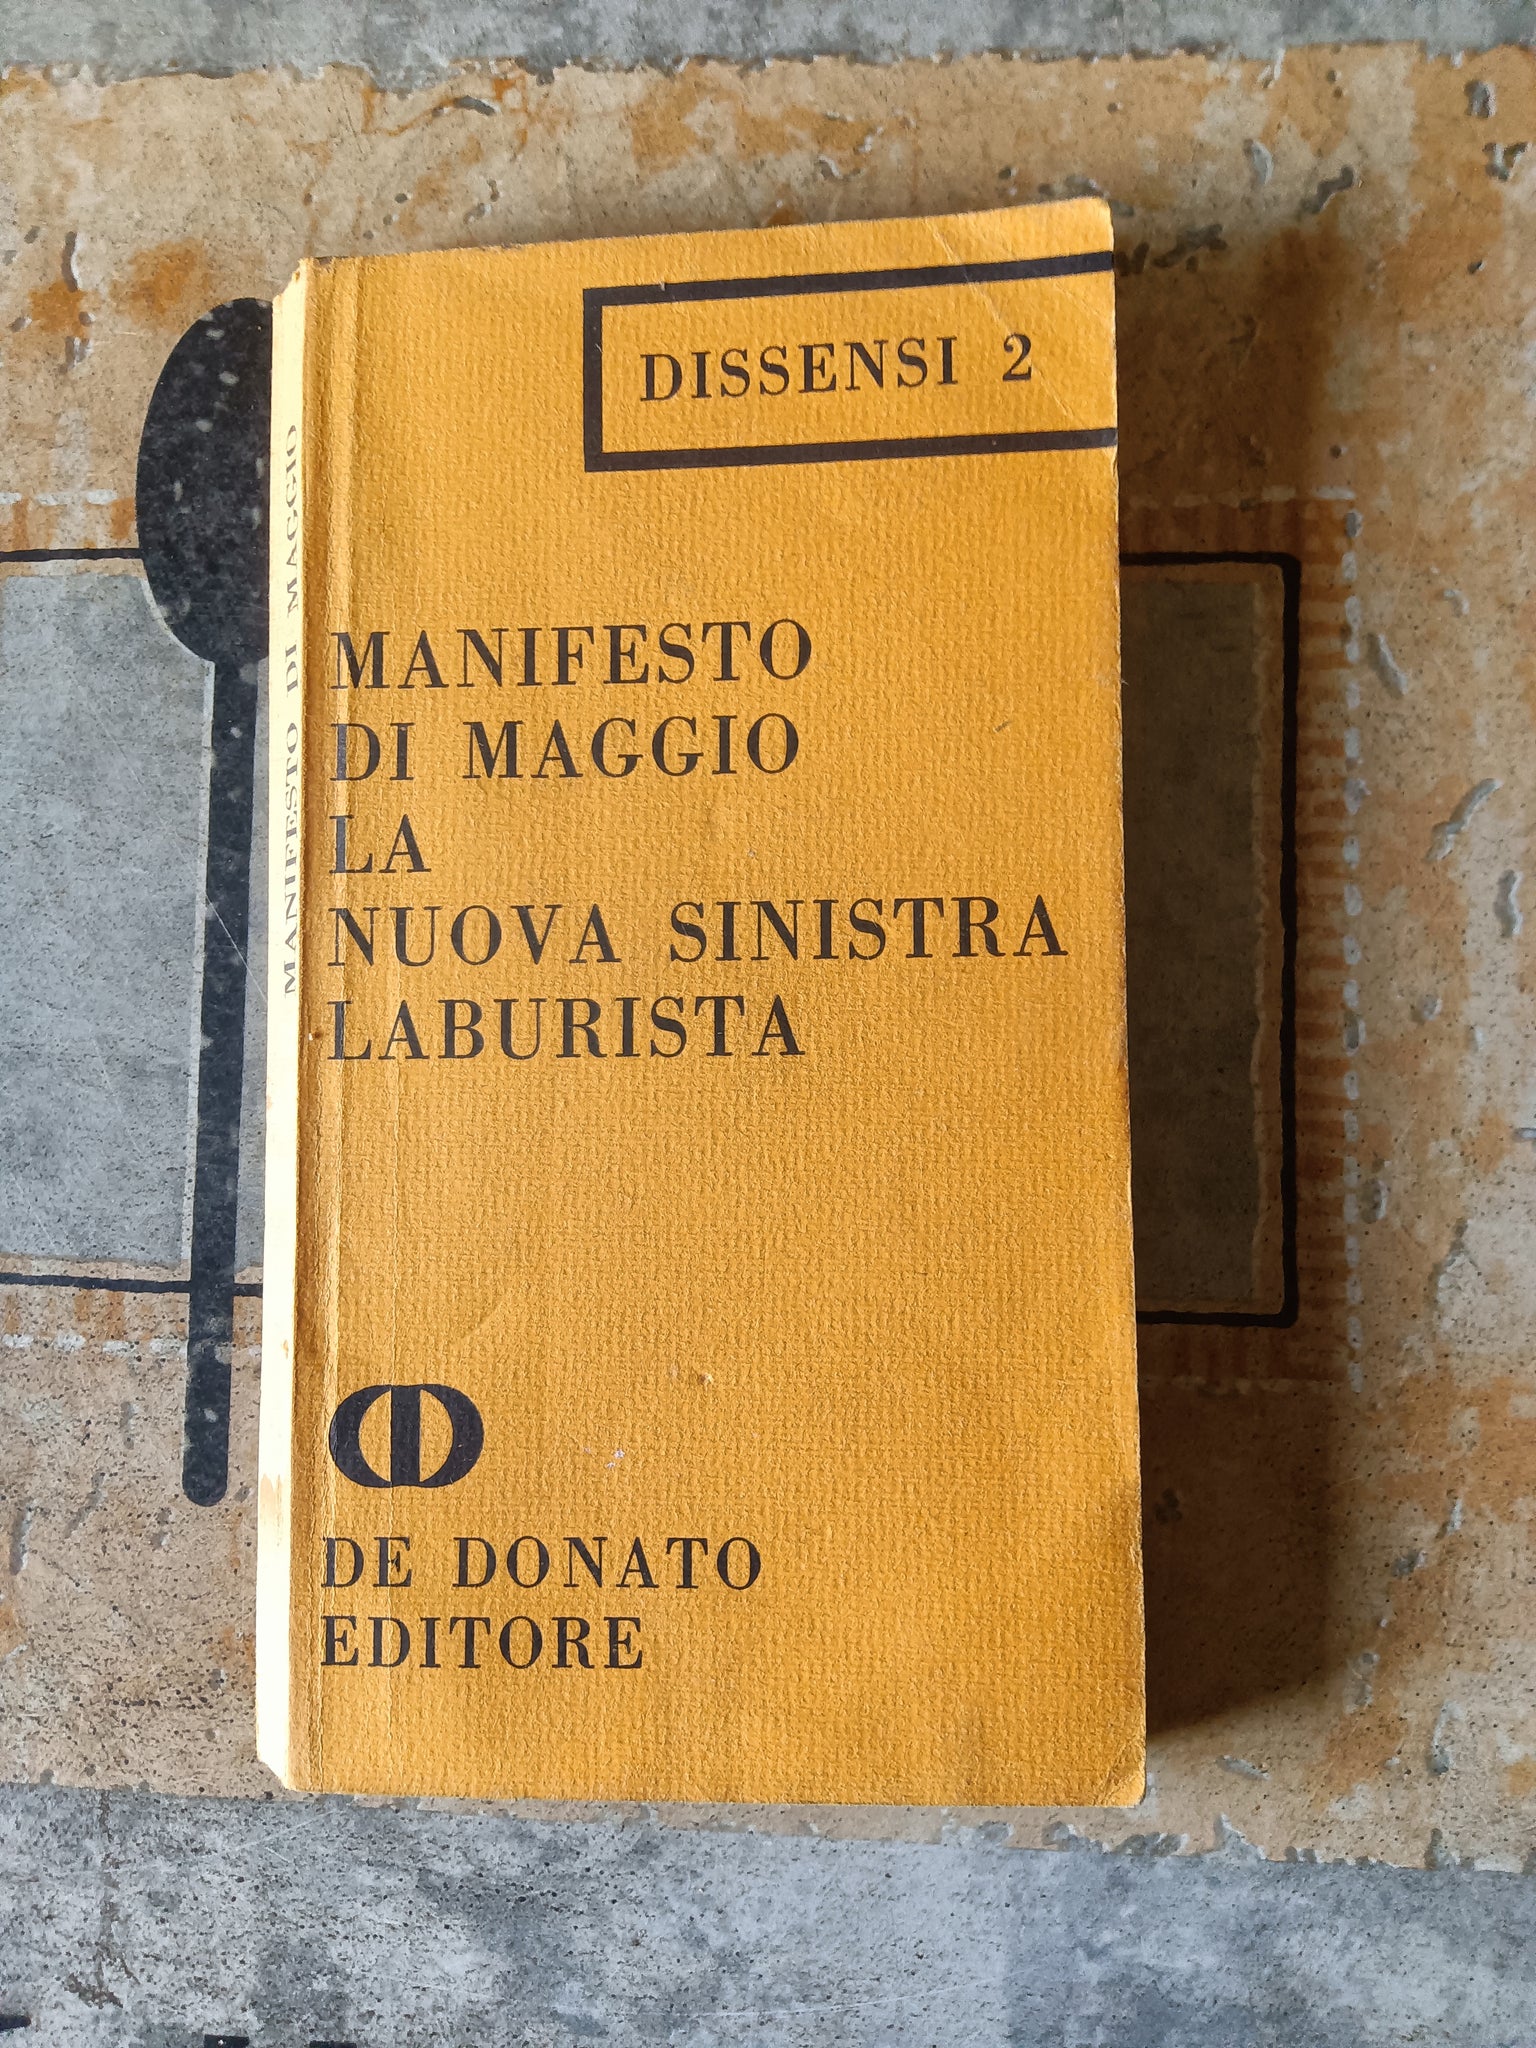 DISSENSI 2
MANIFESTO
DI MAGGIO
LA
NUOVA SINISTRA
LABURISTA
DE DONATO
EDITORE
MANIFESTO DI MAGGIO